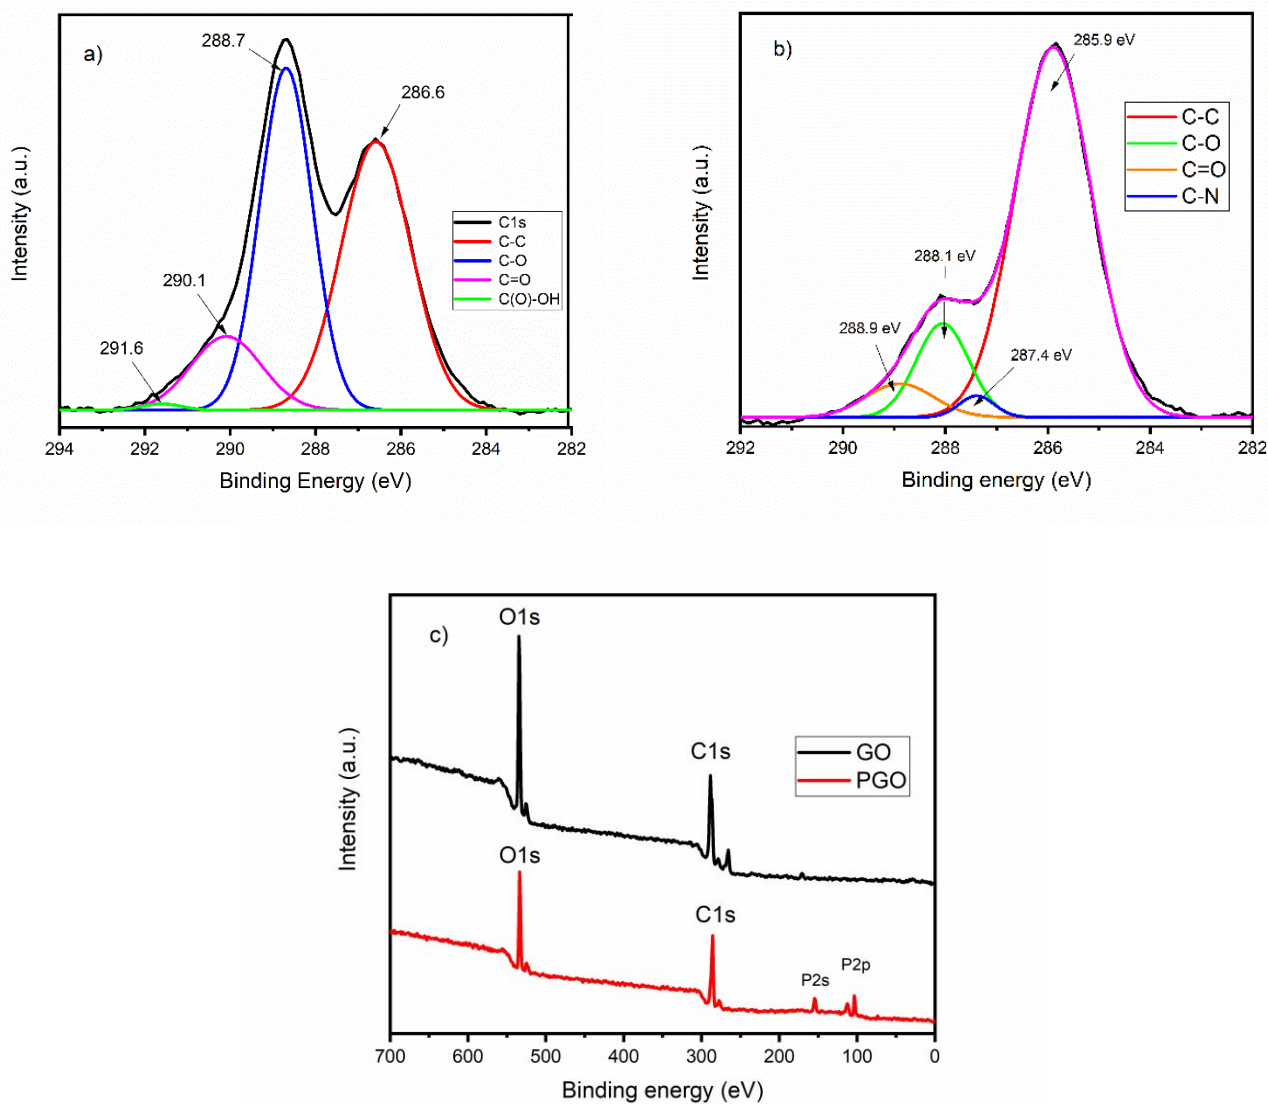 a)
288.7
286.6
290.1
291.6
C1s
C-C
C-O
C=O
C(O)-OH
Intensity (a.u.)
294 292 290 288 286 284 282
Binding Energy (eV)
b)
285.9 eV
288.1 eV
288.9 eV
287.4 eV
C-C
C-O
C=O
C-N
Intensity (a.u.)
292 290 288 286 284 282
Binding energy (eV)
c)
O1s
C1s
GO
PGO
O1s
C1s
P2s
P2p
Intensity (a.u.)
700 600 500 400 300 200 100 0
Binding energy (eV)